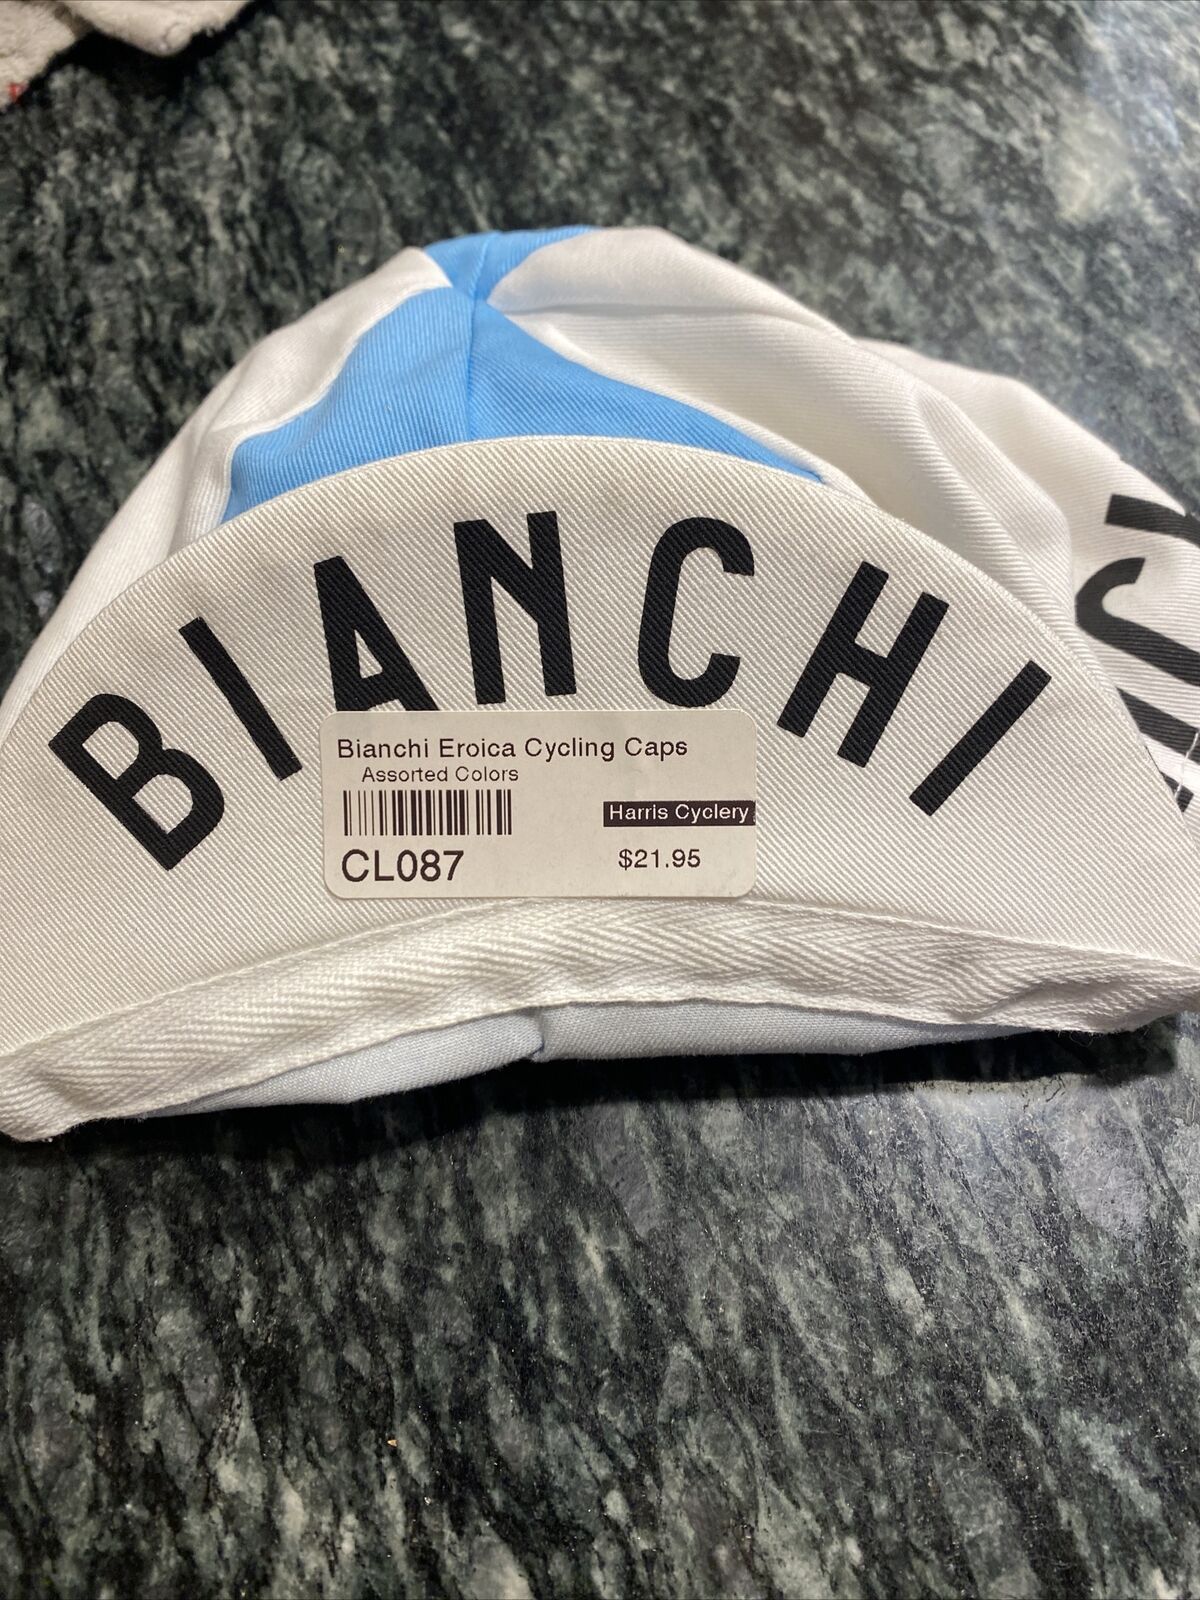 BIANCHI
Bianchi Eroica Cycling Caps
Assorted Colors
Harris Cyclery
CL087
$21.95